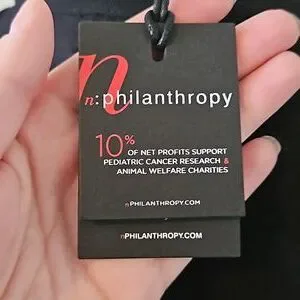 n
n:philanthropy
10%
OF NET PROFITS SUPPORT
PEDIATRIC CANCER RESEARCH &
ANIMAL WELFARE CHARITIES
nPHILANTHROPY.COM
nPHILANTHROPY.COM